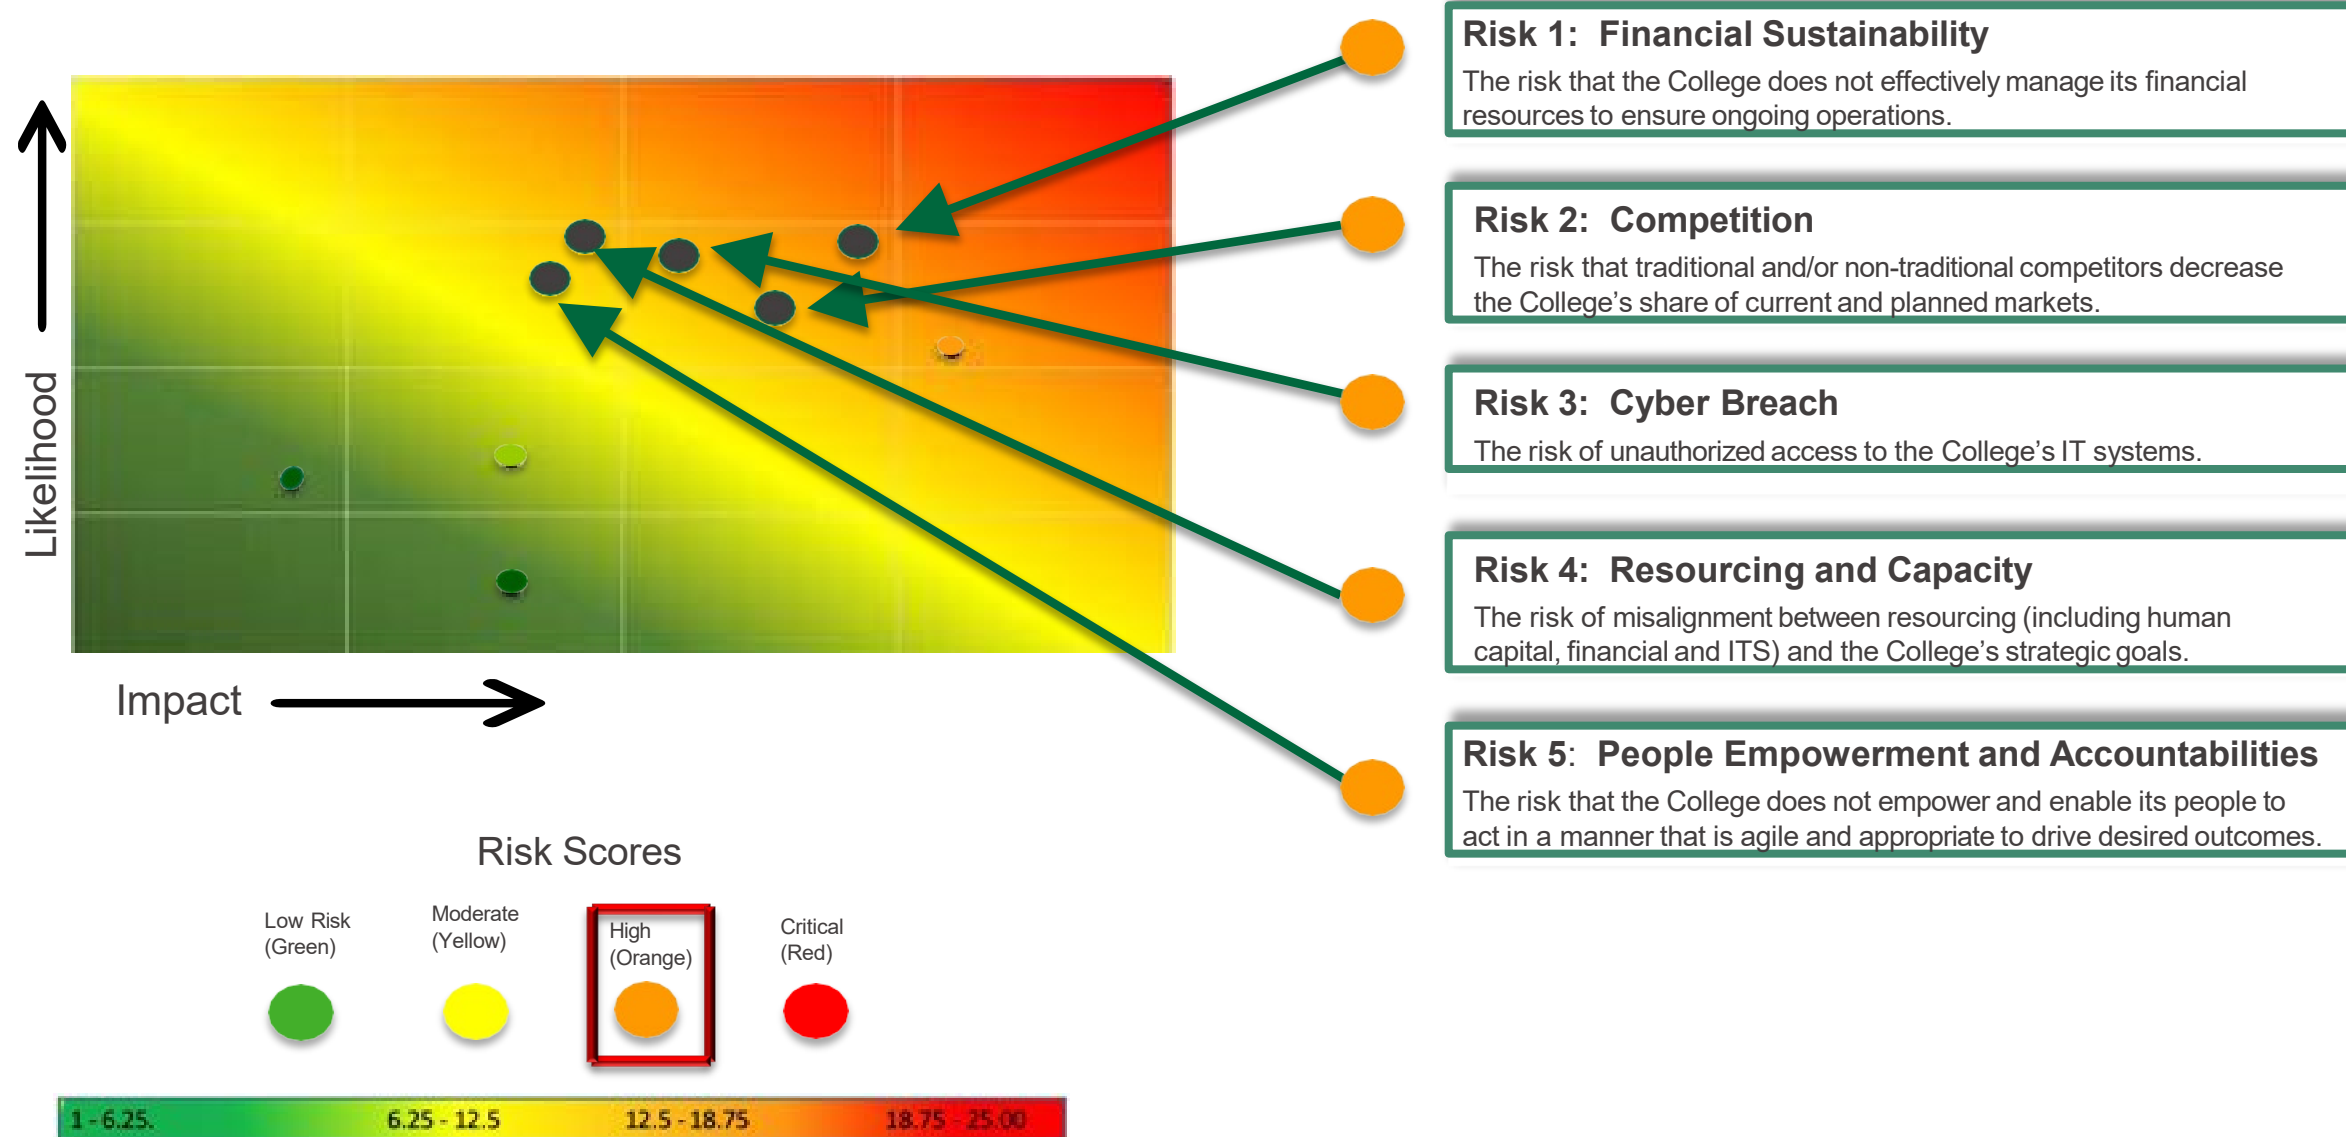 Risk 1: Financial Sustainability
The risk that the College does not effectively manage its financial
resources to ensure ongoing operations.
Risk 2: Competition
The risk that traditional and/or non-traditional competitors decrease
the College’s share of current and planned markets.
Risk 3: Cyber Breach
The risk of unauthorized access to the College’s IT systems.
Risk 4: Resourcing and Capacity
The risk of misalignment between resourcing (including human
capital, financial and ITS) and the College’s strategic goals.
Risk 5: People Empowerment and Accountabilities
The risk that the College does not empower and enable its people to
act in a manner that is agile and appropriate to drive desired outcomes.
Likelihood
Impact
Risk Scores
Low Risk
(Green)
Moderate
(Yellow)
High
(Orange)
Critical
(Red)
1 - 6.25.
6.25 - 12.5
12.5 - 18.75
18.75 - 25.00